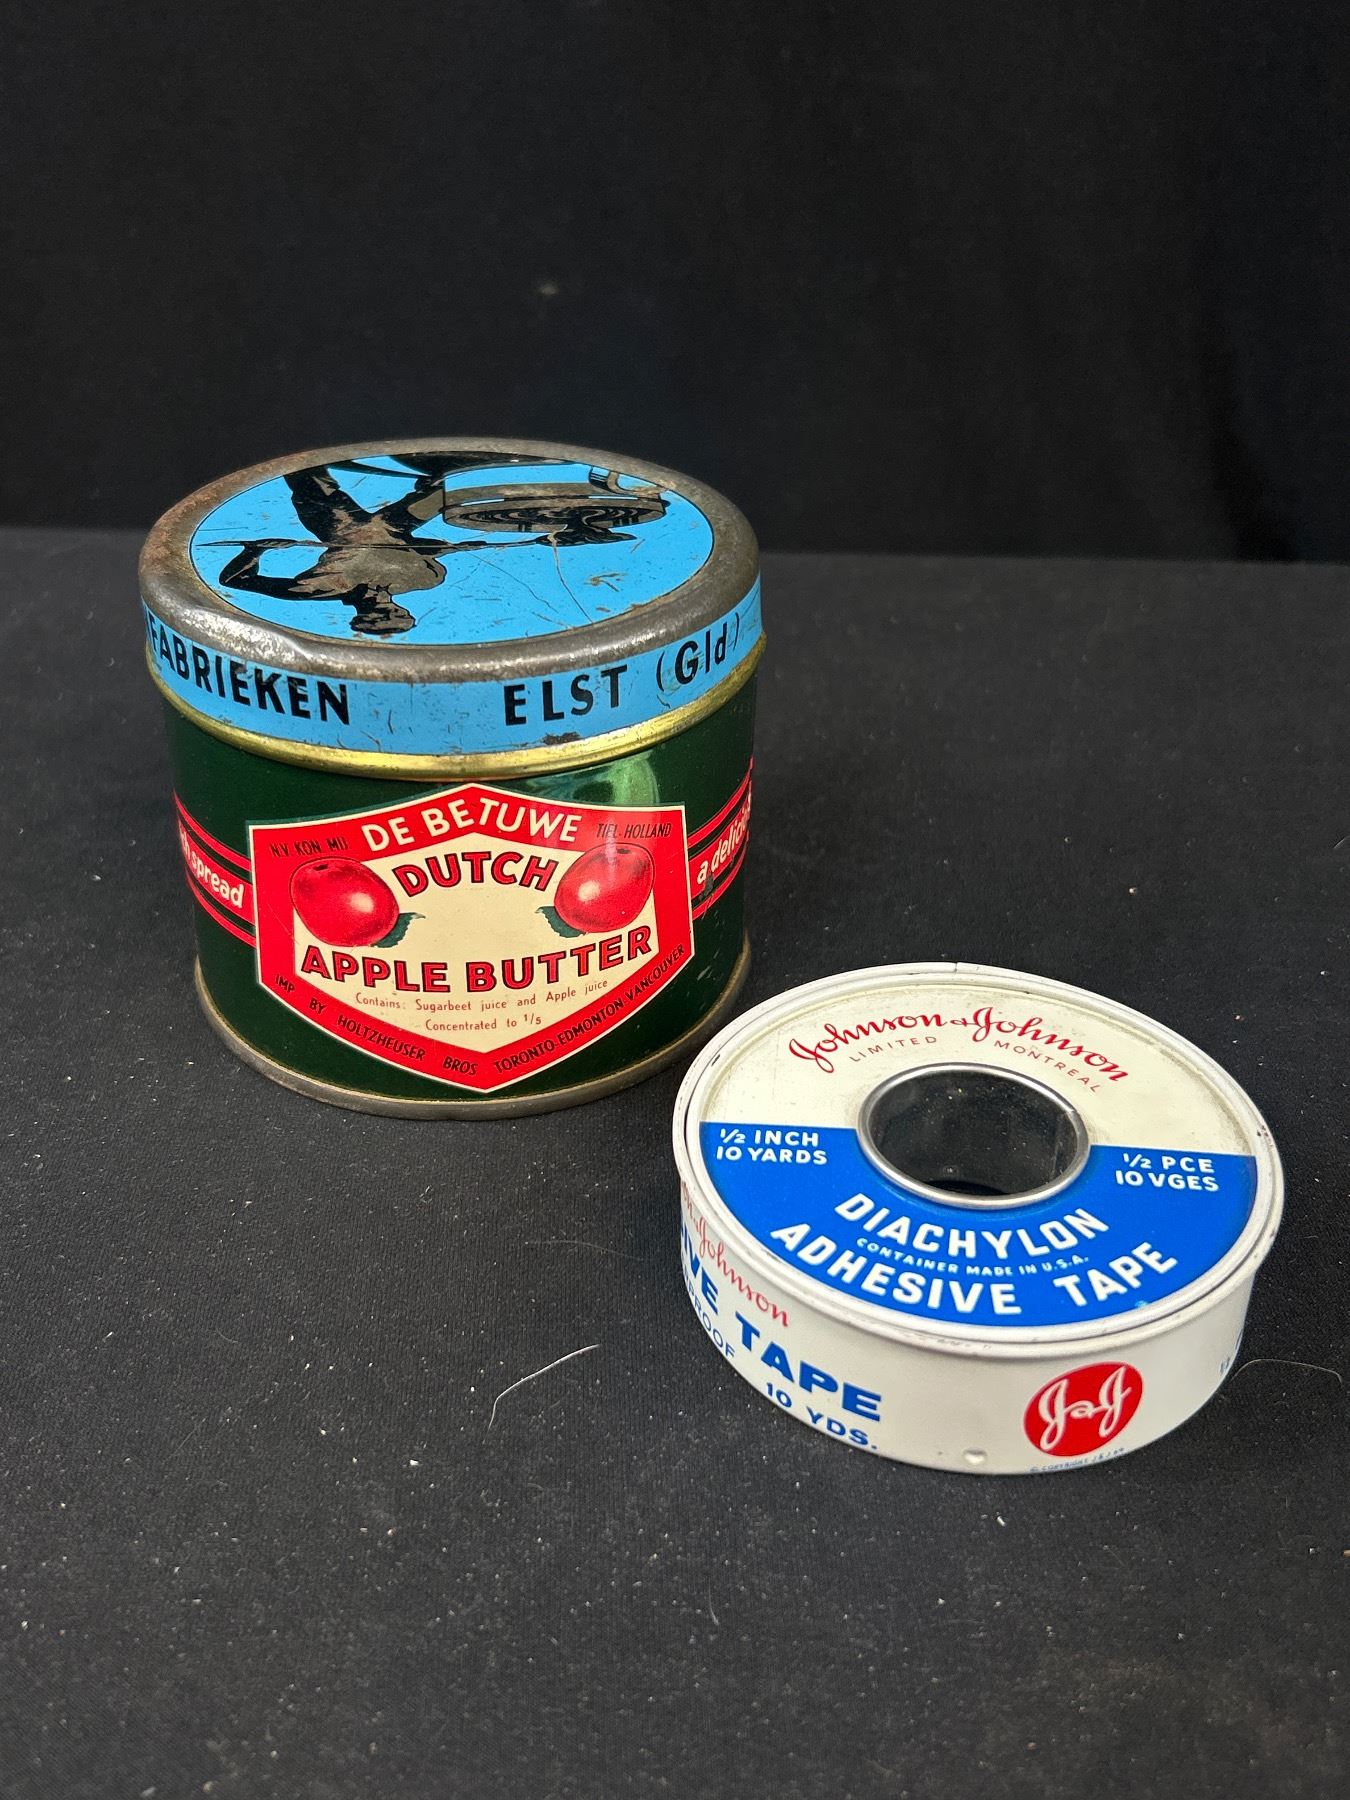 FABRIEKEN ELST (Gld)
N.V. KON. MIJ. DE BETUWE TIEL-HOLLAND
DUTCH
APPLE BUTTER
Contains: Sugarbeet juice and Apple juice
Concentrated to 1/5
IMP. BY HOLTZHEUSER BROS TORONTO-EDMONTON-VANCOUVER
spread
a
Johnson & Johnson
LIMITED MONTREAL
1/2 INCH
10 YARDS
1/2 PCE
10 VGES
DIACHYLON
CONTAINER MADE IN U.S.A.
ADHESIVE TAPE
Johnson
TAPE
10 YDS.
J&J